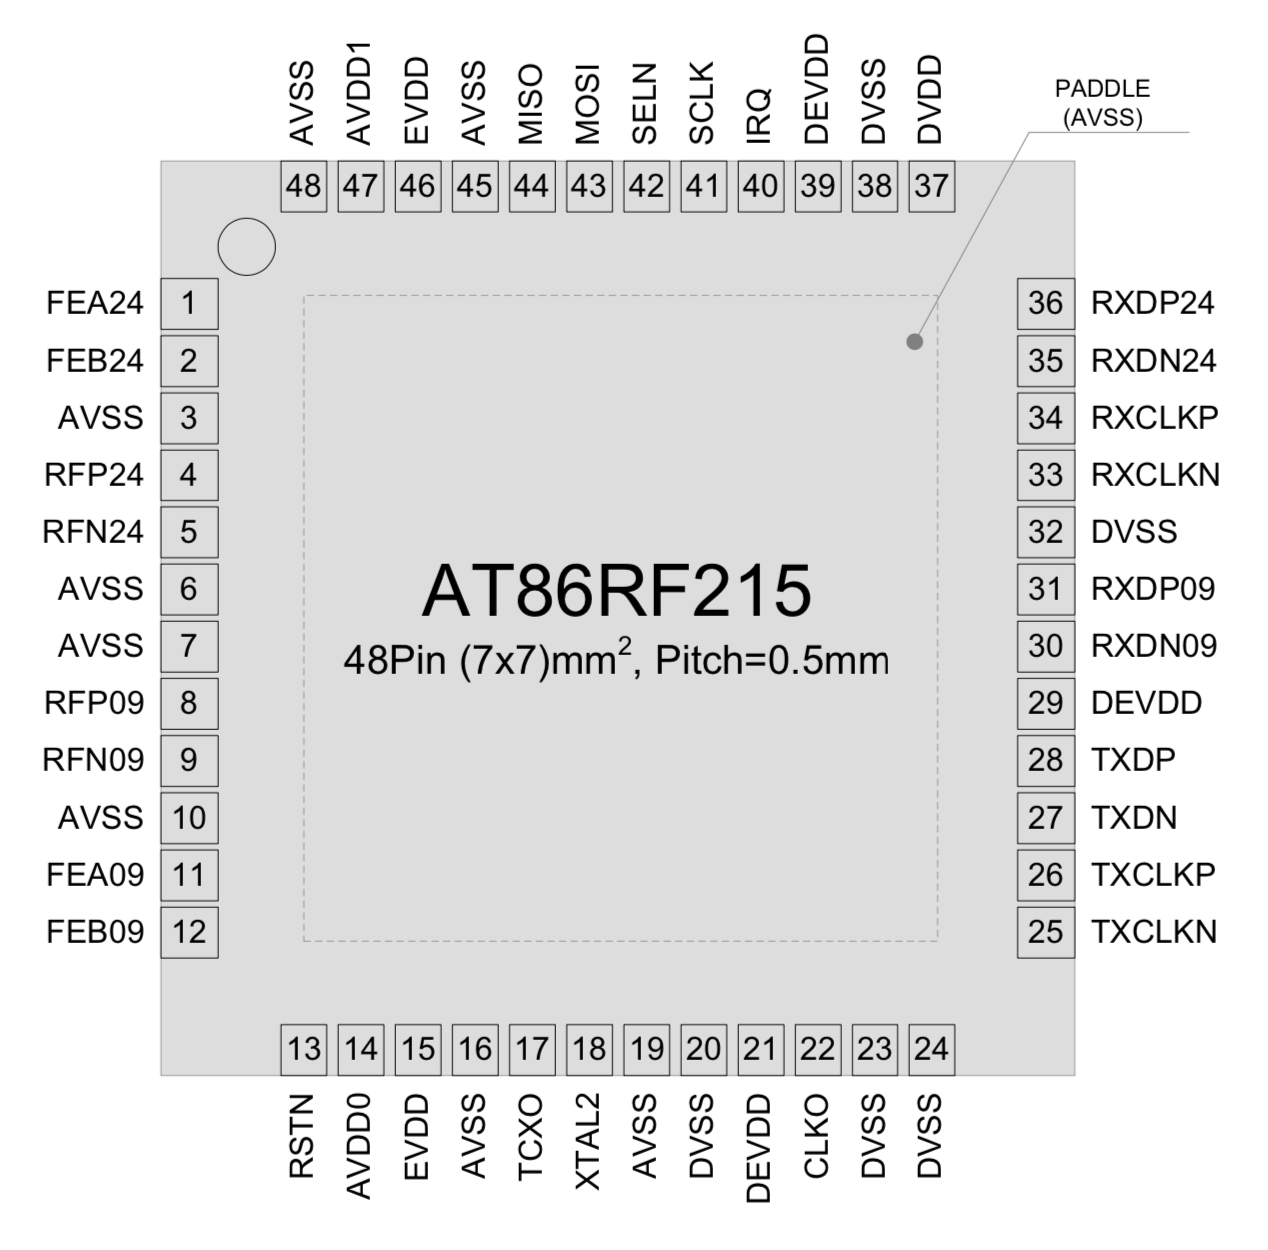 AVSS
AVDD1
EVDD
AVSS
MISO
MOSI
SELN
SCLK
IRQ
DEVDD
DVSS
DVDD
PADDLE
(AVSS)
48 47 46 45 44 43 42 41 40 39 38 37
FEA24 1 36 RXDP24
FEB24 2 35 RXDN24
AVSS 3 34 RXCLKP
RFP24 4 33 RXCLKN
RFN24 5 32 DVSS
AVSS 6 31 RXDP09
AVSS 7 30 RXDN09
RFP09 8 29 DEVDD
RFN09 9 28 TXDP
AVSS 10 27 TXDN
FEA09 11 26 TXCLKP
FEB09 12 25 TXCLKN
AT86RF215
48Pin (7x7)mm², Pitch=0.5mm
13 14 15 16 17 18 19 20 21 22 23 24
RSTN
AVDD0
EVDD
AVSS
TCXO
XTAL2
AVSS
DVSS
DEVDD
CLKO
DVSS
DVSS